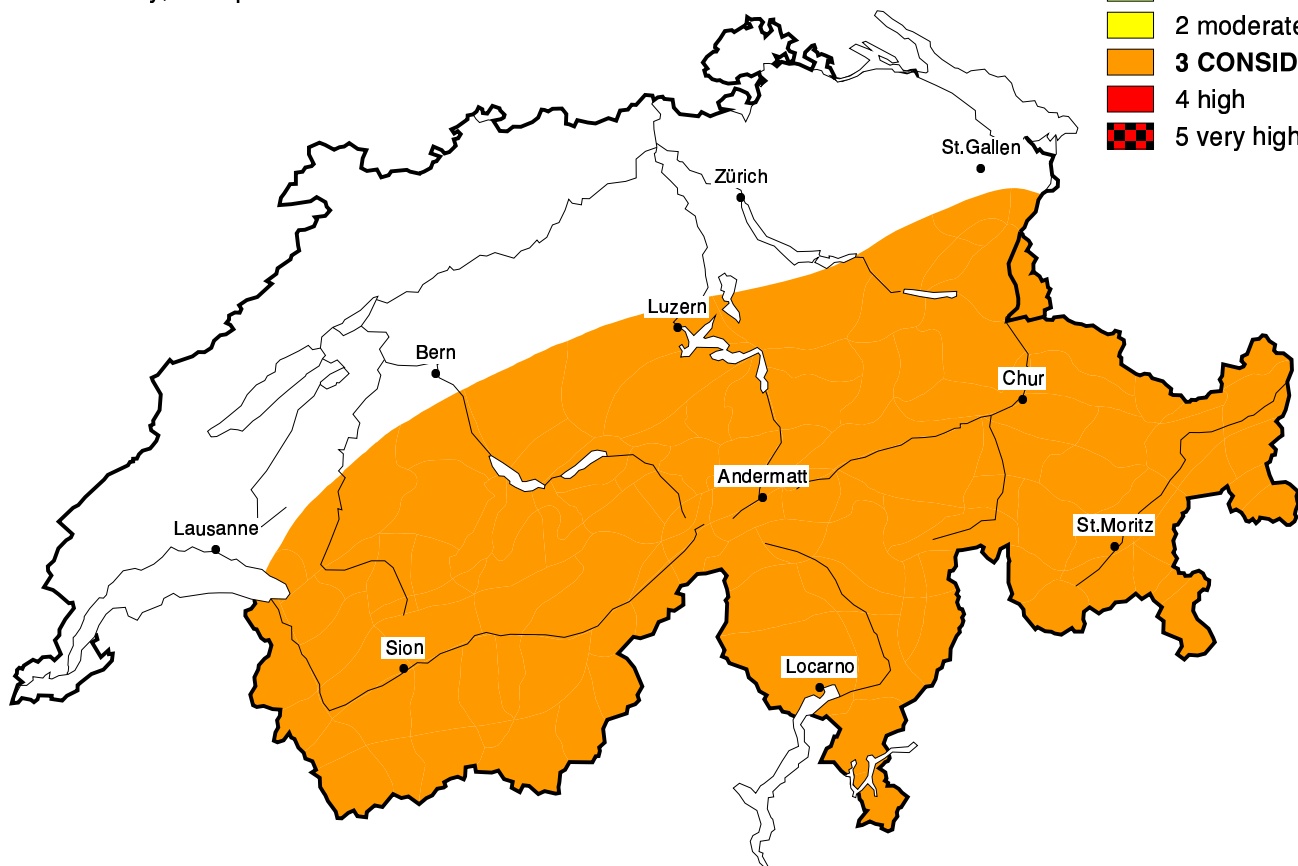 2 moderate
3 CONSID
4 high
5 very high
St.Gallen
Zürich
Luzern
Bern
Chur
Andermatt
Lausanne
St.Moritz
Sion
Locarno